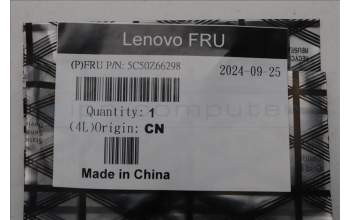 Lenovo FRU
(P)FRU P/N: 5C50Z66298
2024-09-25
Quantity: 1
(4L)Origin: CN
Made in China